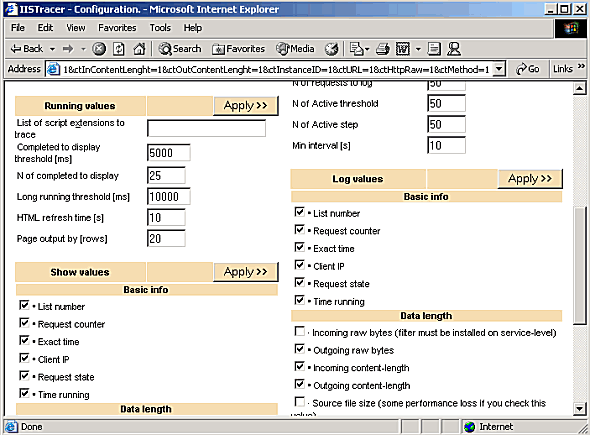 IISTracer - Configuration. - Microsoft Internet Explorer
File Edit View Favorites Tools Help
Back Search Favorites Media
Address 1&ctInContentLenght=1&ctOutContentLenght=1&ctInstanceID=1&ctURL=1&ctHttpRaw=1&ctMethod=1 Go Links »
Running values Apply >>
List of script extensions to
trace
Completed to display
threshold [ms] 5000
N of completed to display 25
Long running threshold [ms] 10000
HTML refresh time [s] 10
Page output by [rows] 20
Show values Apply >>
Basic info
• List number
• Request counter
• Exact time
• Client IP
• Request state
• Time running
Data length
N of requests to log 50
N of Active threshold 50
N of Active step 50
Min interval [s] 10
Log values Apply >>
Basic info
• List number
• Request counter
• Exact time
• Client IP
• Request state
• Time running
Data length
· Incoming raw bytes (filter must be installed on service-level)
• Outgoing raw bytes
• Incoming content-length
• Outgoing content-length
· Source file size (some performance loss if you check this
value)
Done Internet